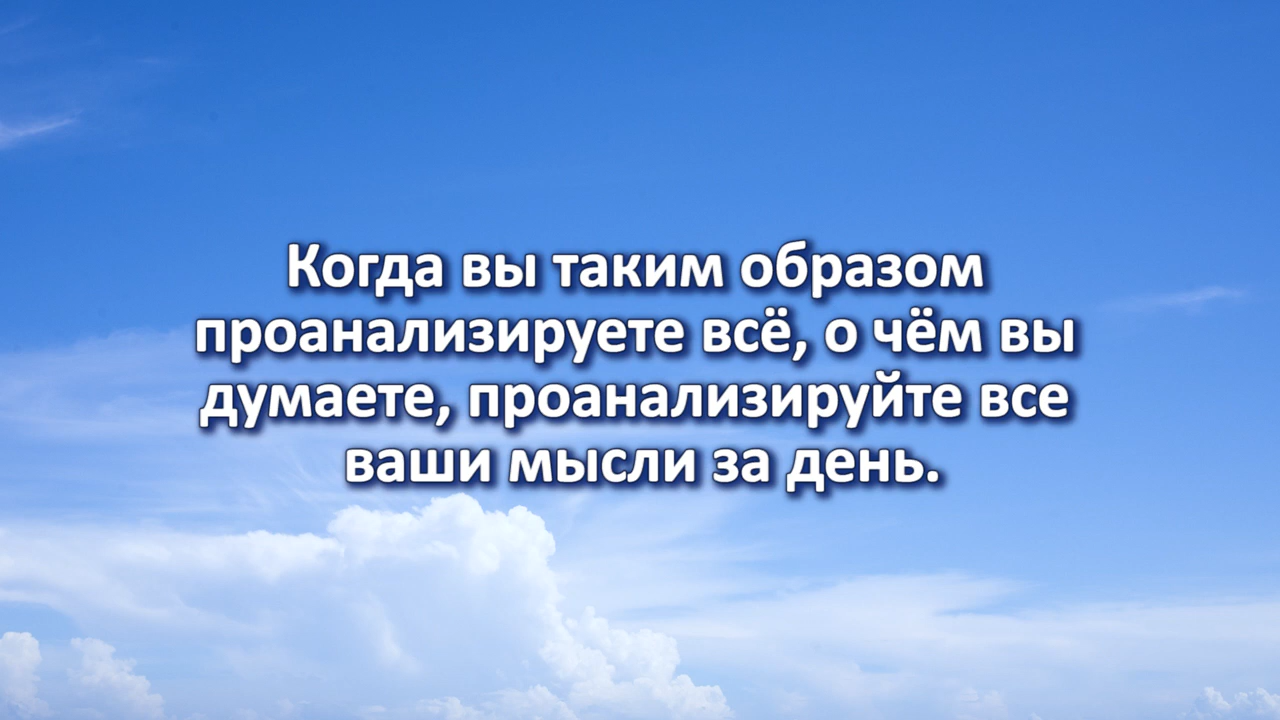 Когда вы таким образом
проанализируете всё, о чём вы
думаете, проанализируйте все
ваши мысли за день.